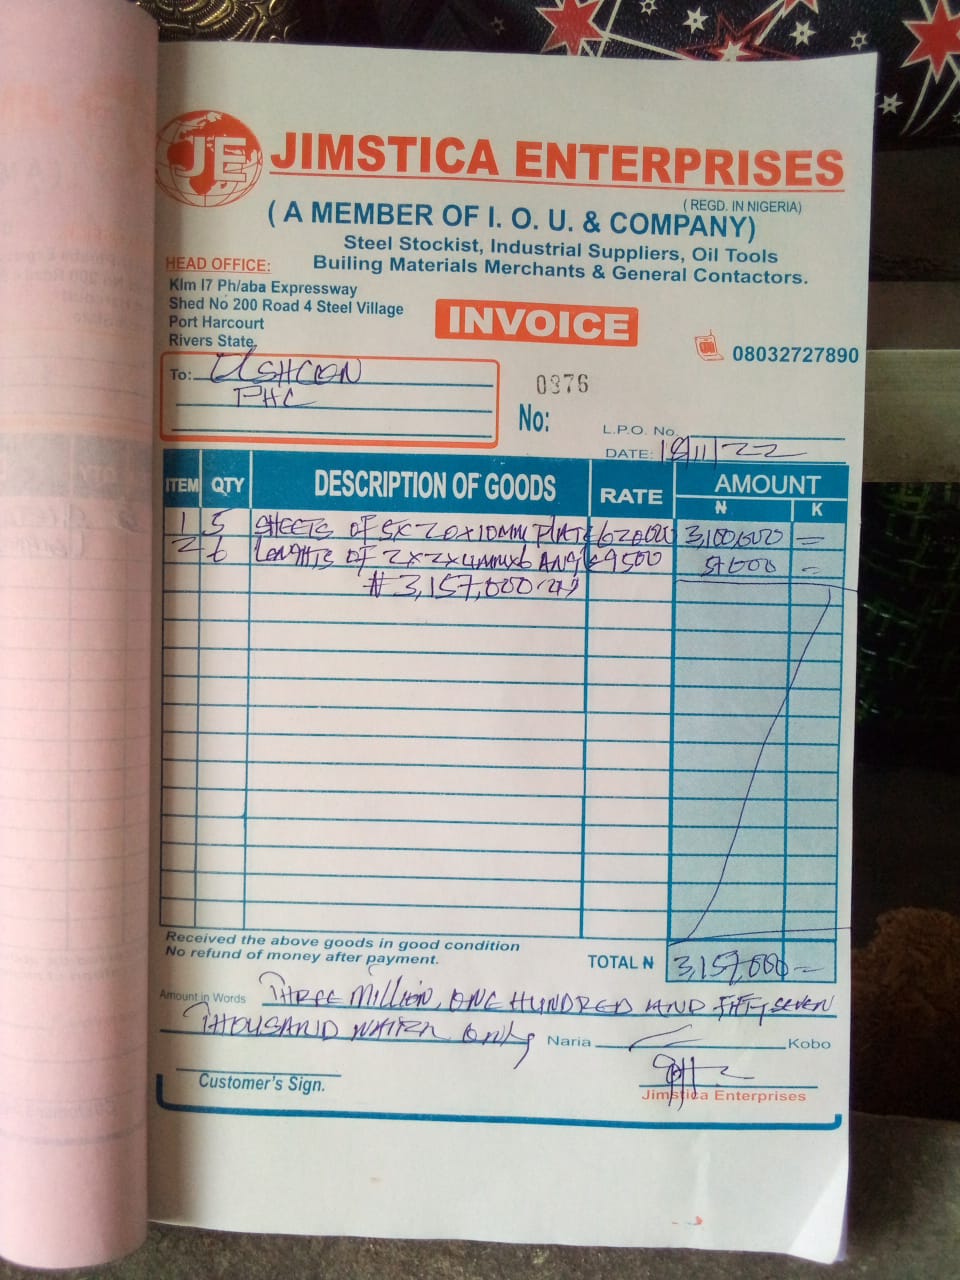 JE
JIMSTICA ENTERPRISES
(REGD. IN NIGERIA)
(A MEMBER OF I. O. U. & COMPANY)
Steel Stockist, Industrial Suppliers, Oil Tools
Builing Materials Merchants & General Contactors.
HEAD OFFICE:
Klm I7 Ph/aba Expressway
Shed No 200 Road 4 Steel Village
Port Harcourt
Rivers State.
INVOICE
08032727890
To:
PHC
0376
No:
L.P.O. No.
DATE: 18/11/22
ITEM QTY DESCRIPTION OF GOODS RATE AMOUNT
₦ K
1 5 SHEETS OF 5X20X10MM PLATE 620000 3,100,000 =
2 6 LENGHTS OF 2X2X4MMX6 ANG 9500 57,000 =
# 3,157,000
Received the above goods in good condition
No refund of money after payment.
TOTAL ₦ 3,157,000 =
Amount in Words THREE MILLION, ONE HUNDRED AND FIFTY SEVEN
THOUSAND NAIRA ONLY Naria Kobo
Customer's Sign.
Jimstica Enterprises